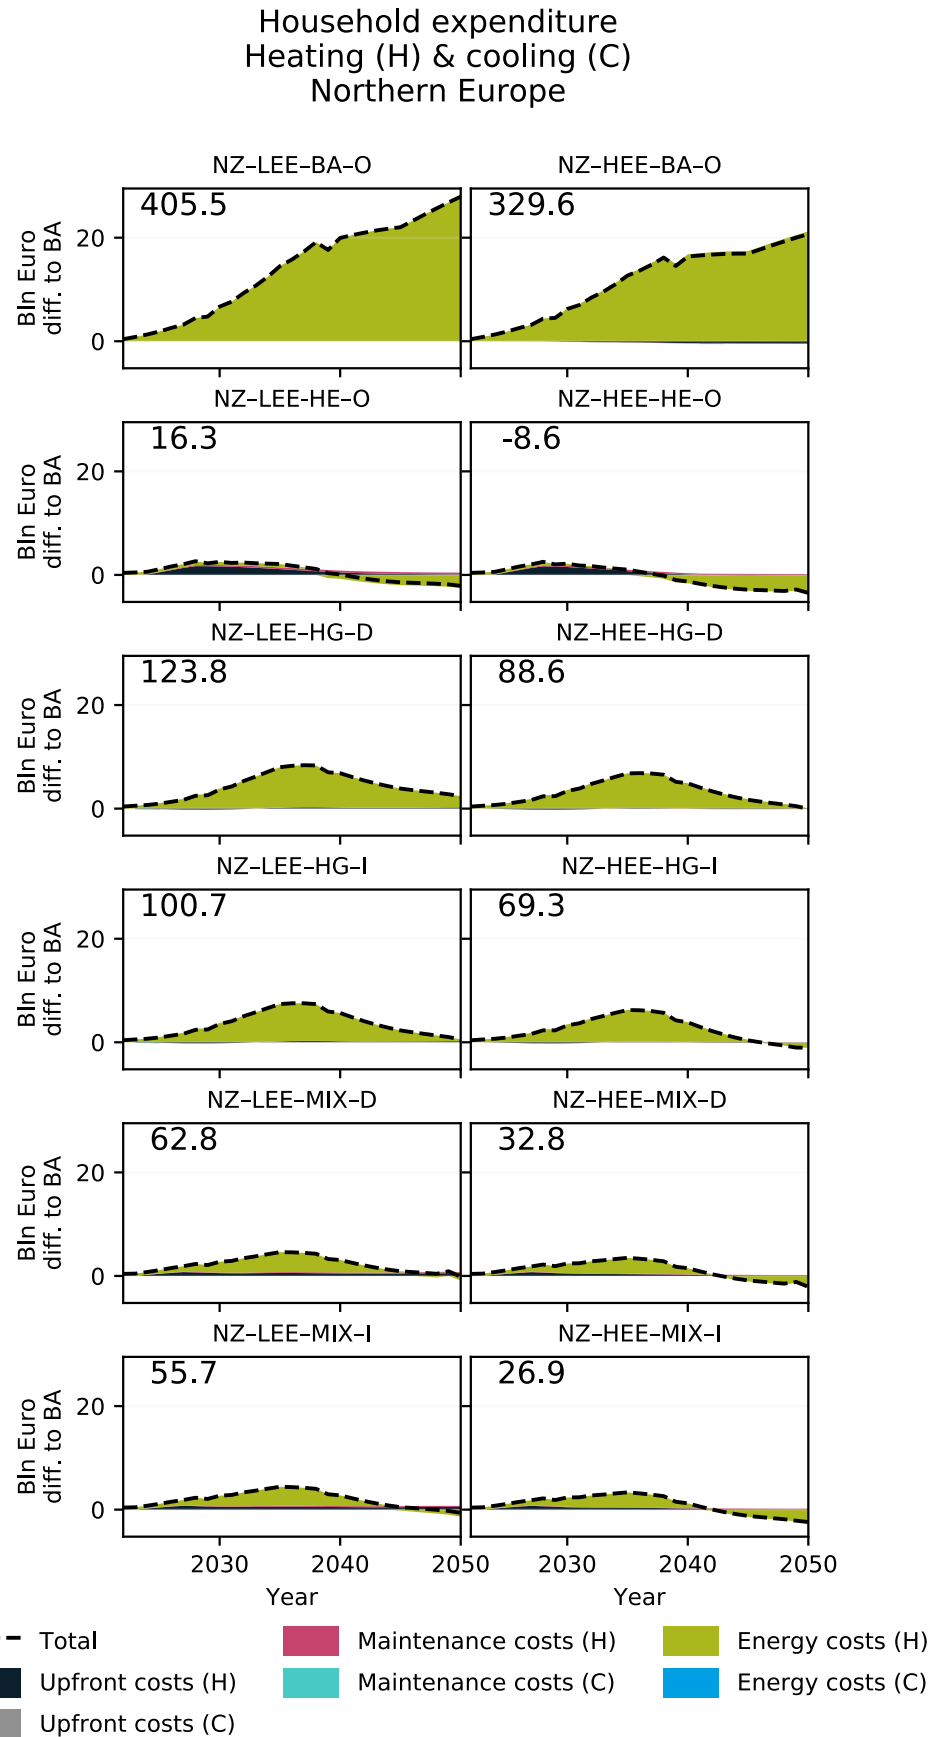 Household expenditure
Heating (H) & cooling (C)
Northern Europe
NZ–LEE–BA–O NZ–HEE–BA–O
405.5 329.6
20
0
Bln Euro
diff. to BA
NZ–LEE–HE–O NZ–HEE–HE–O
16.3 -8.6
20
0
Bln Euro
diff. to BA
NZ–LEE–HG–D NZ–HEE–HG–D
123.8 88.6
20
0
Bln Euro
diff. to BA
NZ–LEE–HG–I NZ–HEE–HG–I
100.7 69.3
20
0
Bln Euro
diff. to BA
NZ–LEE–MIX–D NZ–HEE–MIX–D
62.8 32.8
20
0
Bln Euro
diff. to BA
NZ–LEE–MIX–I NZ–HEE–MIX–I
55.7 26.9
20
0
Bln Euro
diff. to BA
2030 2040 2050 2030 2040 2050
Year Year
Total Maintenance costs (H) Energy costs (H)
Upfront costs (H) Maintenance costs (C) Energy costs (C)
Upfront costs (C)